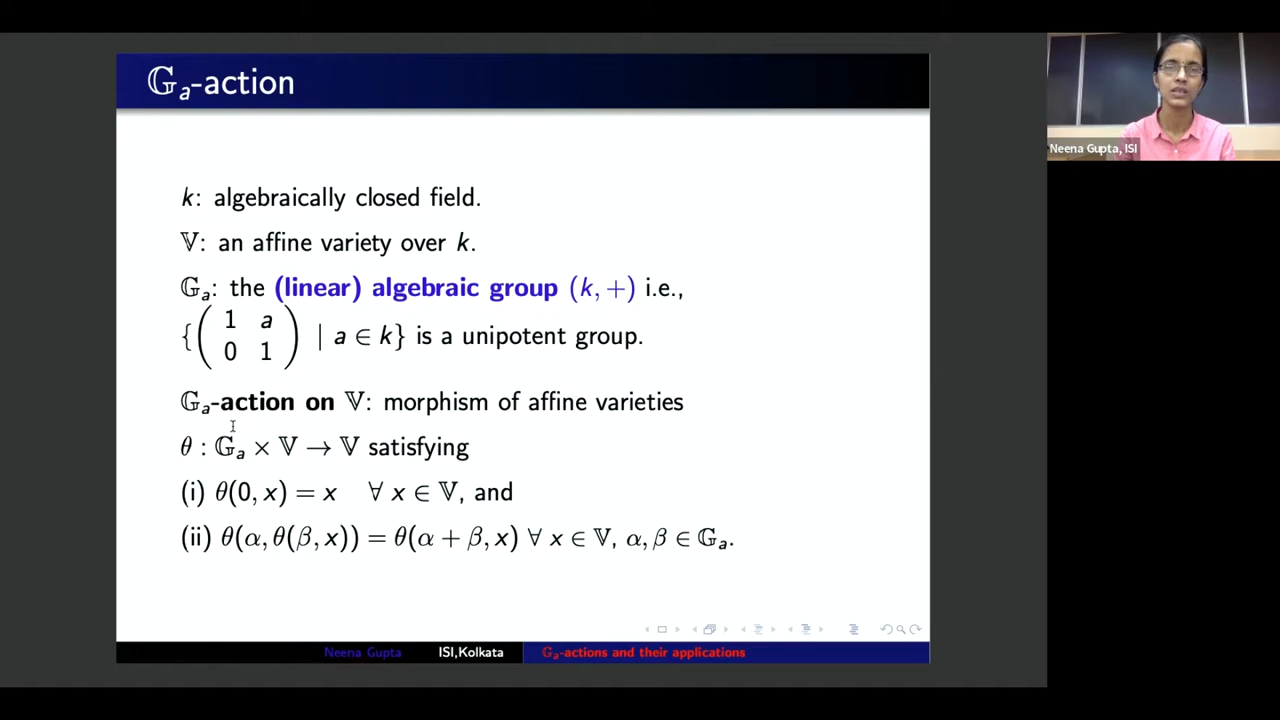 𝔾ₐ-action
Neena Gupta, ISI
k: algebraically closed field.
𝕍: an affine variety over k.
𝔾ₐ: the (linear) algebraic group (k, +) i.e.,
{( 1 a
0 1 ) | a ∈ k} is a unipotent group.
𝔾ₐ-action on 𝕍: morphism of affine varieties
θ : 𝔾ₐ × 𝕍 → 𝕍 satisfying
(i) θ(0, x) = x ∀ x ∈ 𝕍, and
(ii) θ(α, θ(β, x)) = θ(α + β, x) ∀ x ∈ 𝕍, α, β ∈ 𝔾ₐ.
Neena Gupta ISI,Kolkata 𝔾ₐ-actions and their applications